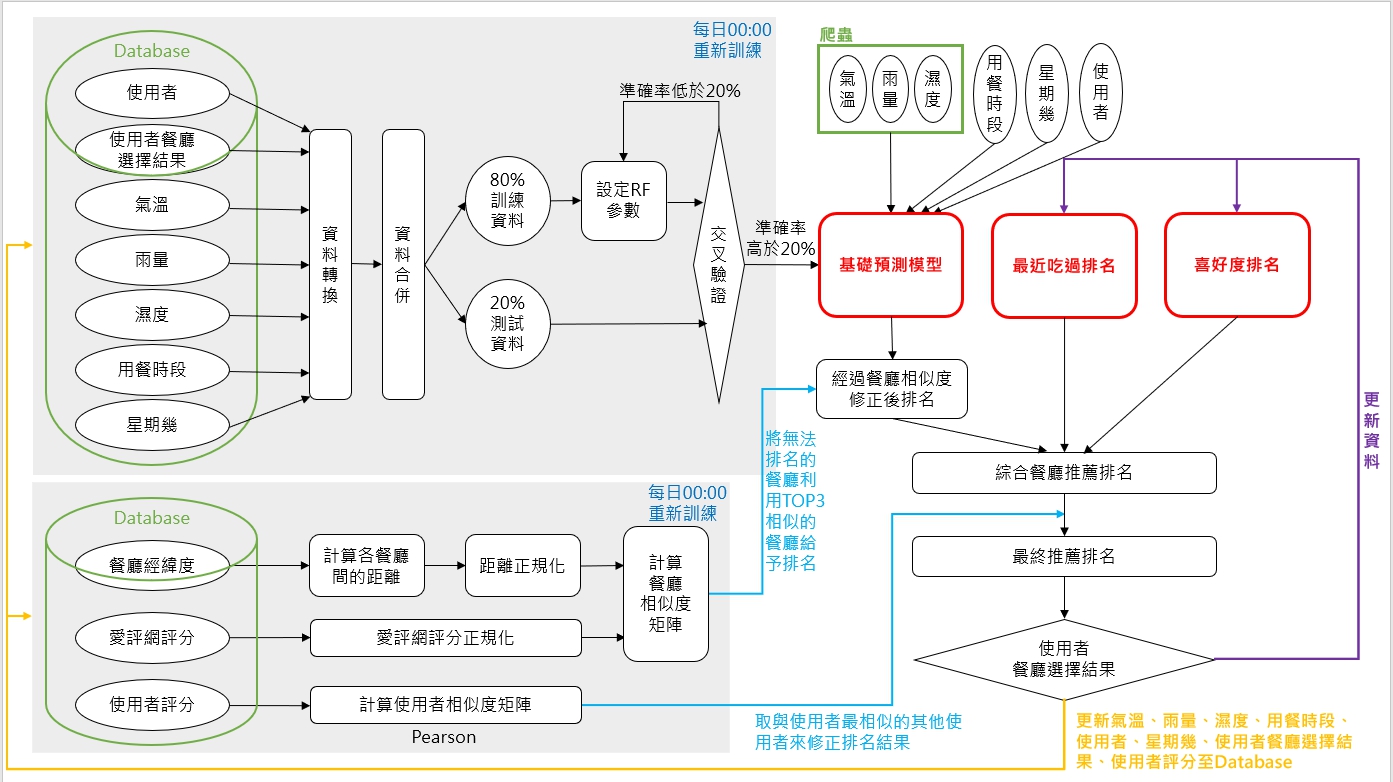 每日00:00
重新訓練
Database
使用者
使用者餐廳
選擇結果
氣溫
雨量
濕度
用餐時段
星期幾
資料轉換
資料合併
80%
訓練
資料
20%
測試
資料
設定RF
參數
準確率低於20%
交叉驗證
準確率
高於20%
爬蟲
氣溫
雨量
濕度
用餐時段
星期幾
使用者
基礎預測模型
最近吃過排名
喜好度排名
經過餐廳相似度
修正後排名
綜合餐廳推薦排名
最終推薦排名
使用者
餐廳選擇結果
更新資料
每日00:00
重新訓練
Database
餐廳經緯度
愛評網評分
使用者評分
計算各餐廳
間的距離
距離正規化
愛評網評分正規化
計算使用者相似度矩陣
Pearson
計算
餐廳
相似度
矩陣
將無法
排名的
餐廳利
用TOP3
相似的
餐廳給
予排名
取與使用者最相似的其他使
用者來修正排名結果
更新氣溫、雨量、濕度、用餐時段、
使用者、星期幾、使用者餐廳選擇結
果、使用者評分至Database